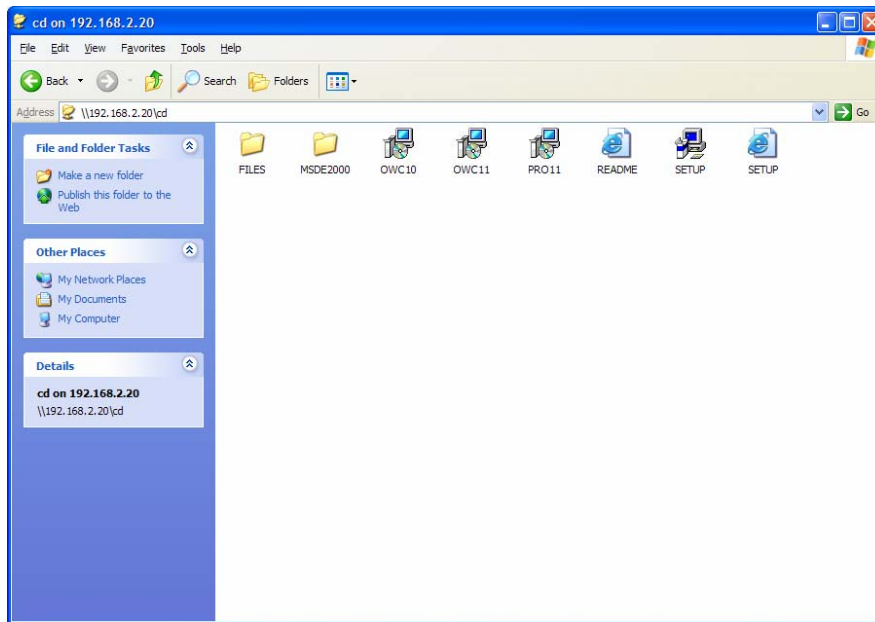 cd on 192.168.2.20
File Edit View Favorites Tools Help
Back Search Folders
Address \\192.168.2.20\cd Go
File and Folder Tasks
Make a new folder
Publish this folder to the
Web
Other Places
My Network Places
My Documents
My Computer
Details
cd on 192.168.2.20
\\192.168.2.20\cd
FILES MSDE2000 OWC10 OWC11 PRO11 README SETUP SETUP